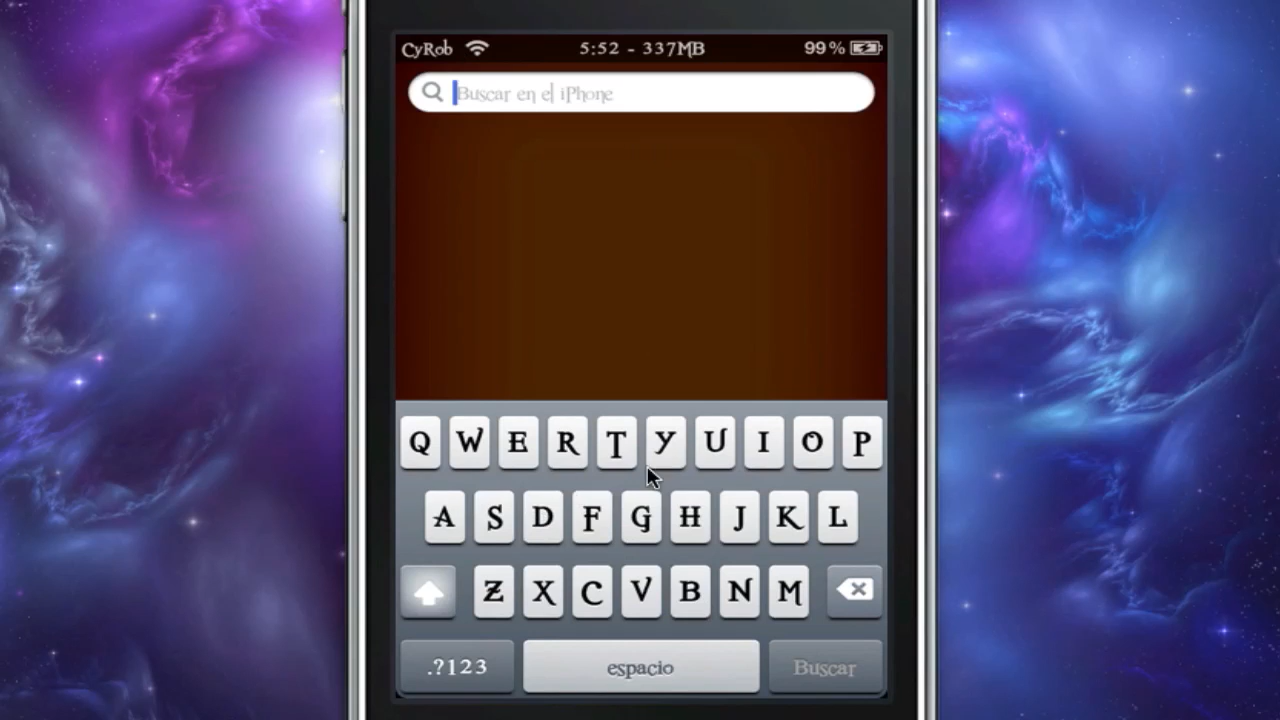 CyRob 5:52 - 337MB 99%
Buscar en el iPhone
Q W E R T Y U I O P
A S D F G H J K L
Z X C V B N M
.?123 espacio Buscar